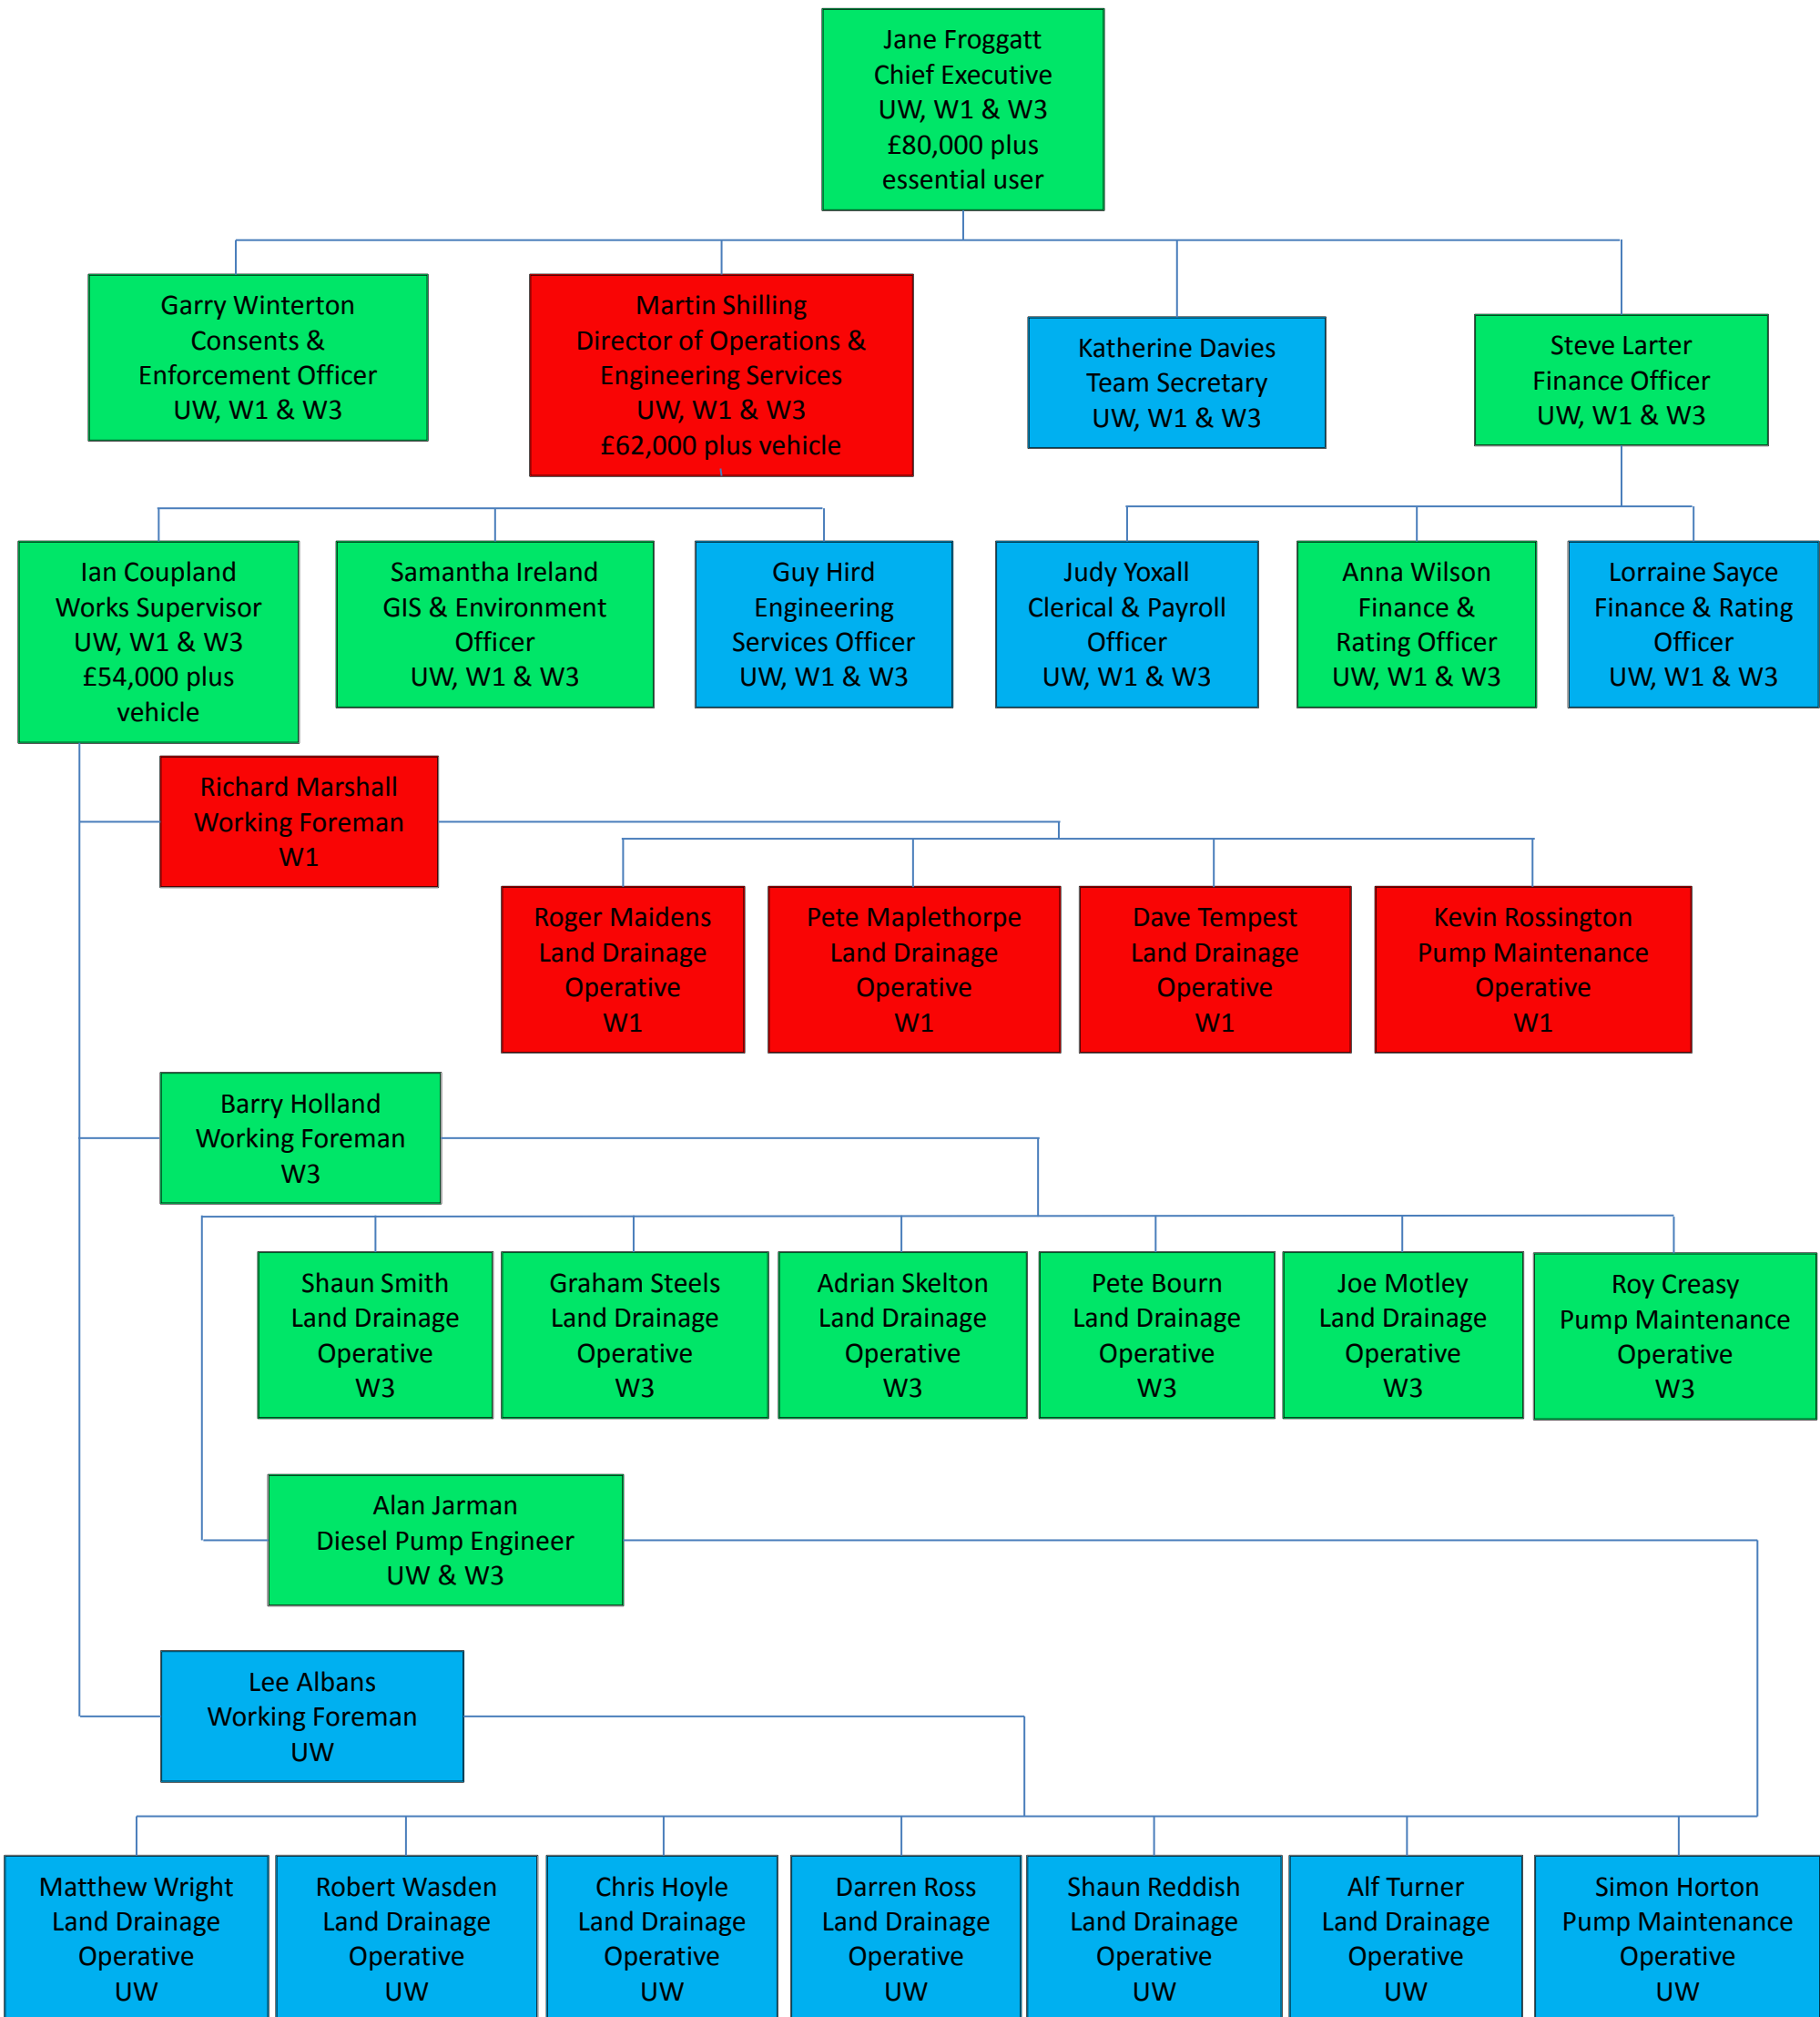 Jane Froggatt
Chief Executive
UW, W1 & W3
£80,000 plus
essential user
Garry Winterton
Consents &
Enforcement Officer
UW, W1 & W3
Martin Shilling
Director of Operations &
Engineering Services
UW, W1 & W3
£62,000 plus vehicle
Katherine Davies
Team Secretary
UW, W1 & W3
Steve Larter
Finance Officer
UW, W1 & W3
Ian Coupland
Works Supervisor
UW, W1 & W3
£54,000 plus
vehicle
Samantha Ireland
GIS & Environment
Officer
UW, W1 & W3
Guy Hird
Engineering
Services Officer
UW, W1 & W3
Judy Yoxall
Clerical & Payroll
Officer
UW, W1 & W3
Anna Wilson
Finance &
Rating Officer
UW, W1 & W3
Lorraine Sayce
Finance & Rating
Officer
UW, W1 & W3
Richard Marshall
Working Foreman
W1
Roger Maidens
Land Drainage
Operative
W1
Pete Maplethorpe
Land Drainage
Operative
W1
Dave Tempest
Land Drainage
Operative
W1
Kevin Rossington
Pump Maintenance
Operative
W1
Barry Holland
Working Foreman
W3
Shaun Smith
Land Drainage
Operative
W3
Graham Steels
Land Drainage
Operative
W3
Adrian Skelton
Land Drainage
Operative
W3
Pete Bourn
Land Drainage
Operative
W3
Joe Motley
Land Drainage
Operative
W3
Roy Creasy
Pump Maintenance
Operative
W3
Alan Jarman
Diesel Pump Engineer
UW & W3
Lee Albans
Working Foreman
UW
Matthew Wright
Land Drainage
Operative
UW
Robert Wasden
Land Drainage
Operative
UW
Chris Hoyle
Land Drainage
Operative
UW
Darren Ross
Land Drainage
Operative
UW
Shaun Reddish
Land Drainage
Operative
UW
Alf Turner
Land Drainage
Operative
UW
Simon Horton
Pump Maintenance
Operative
UW